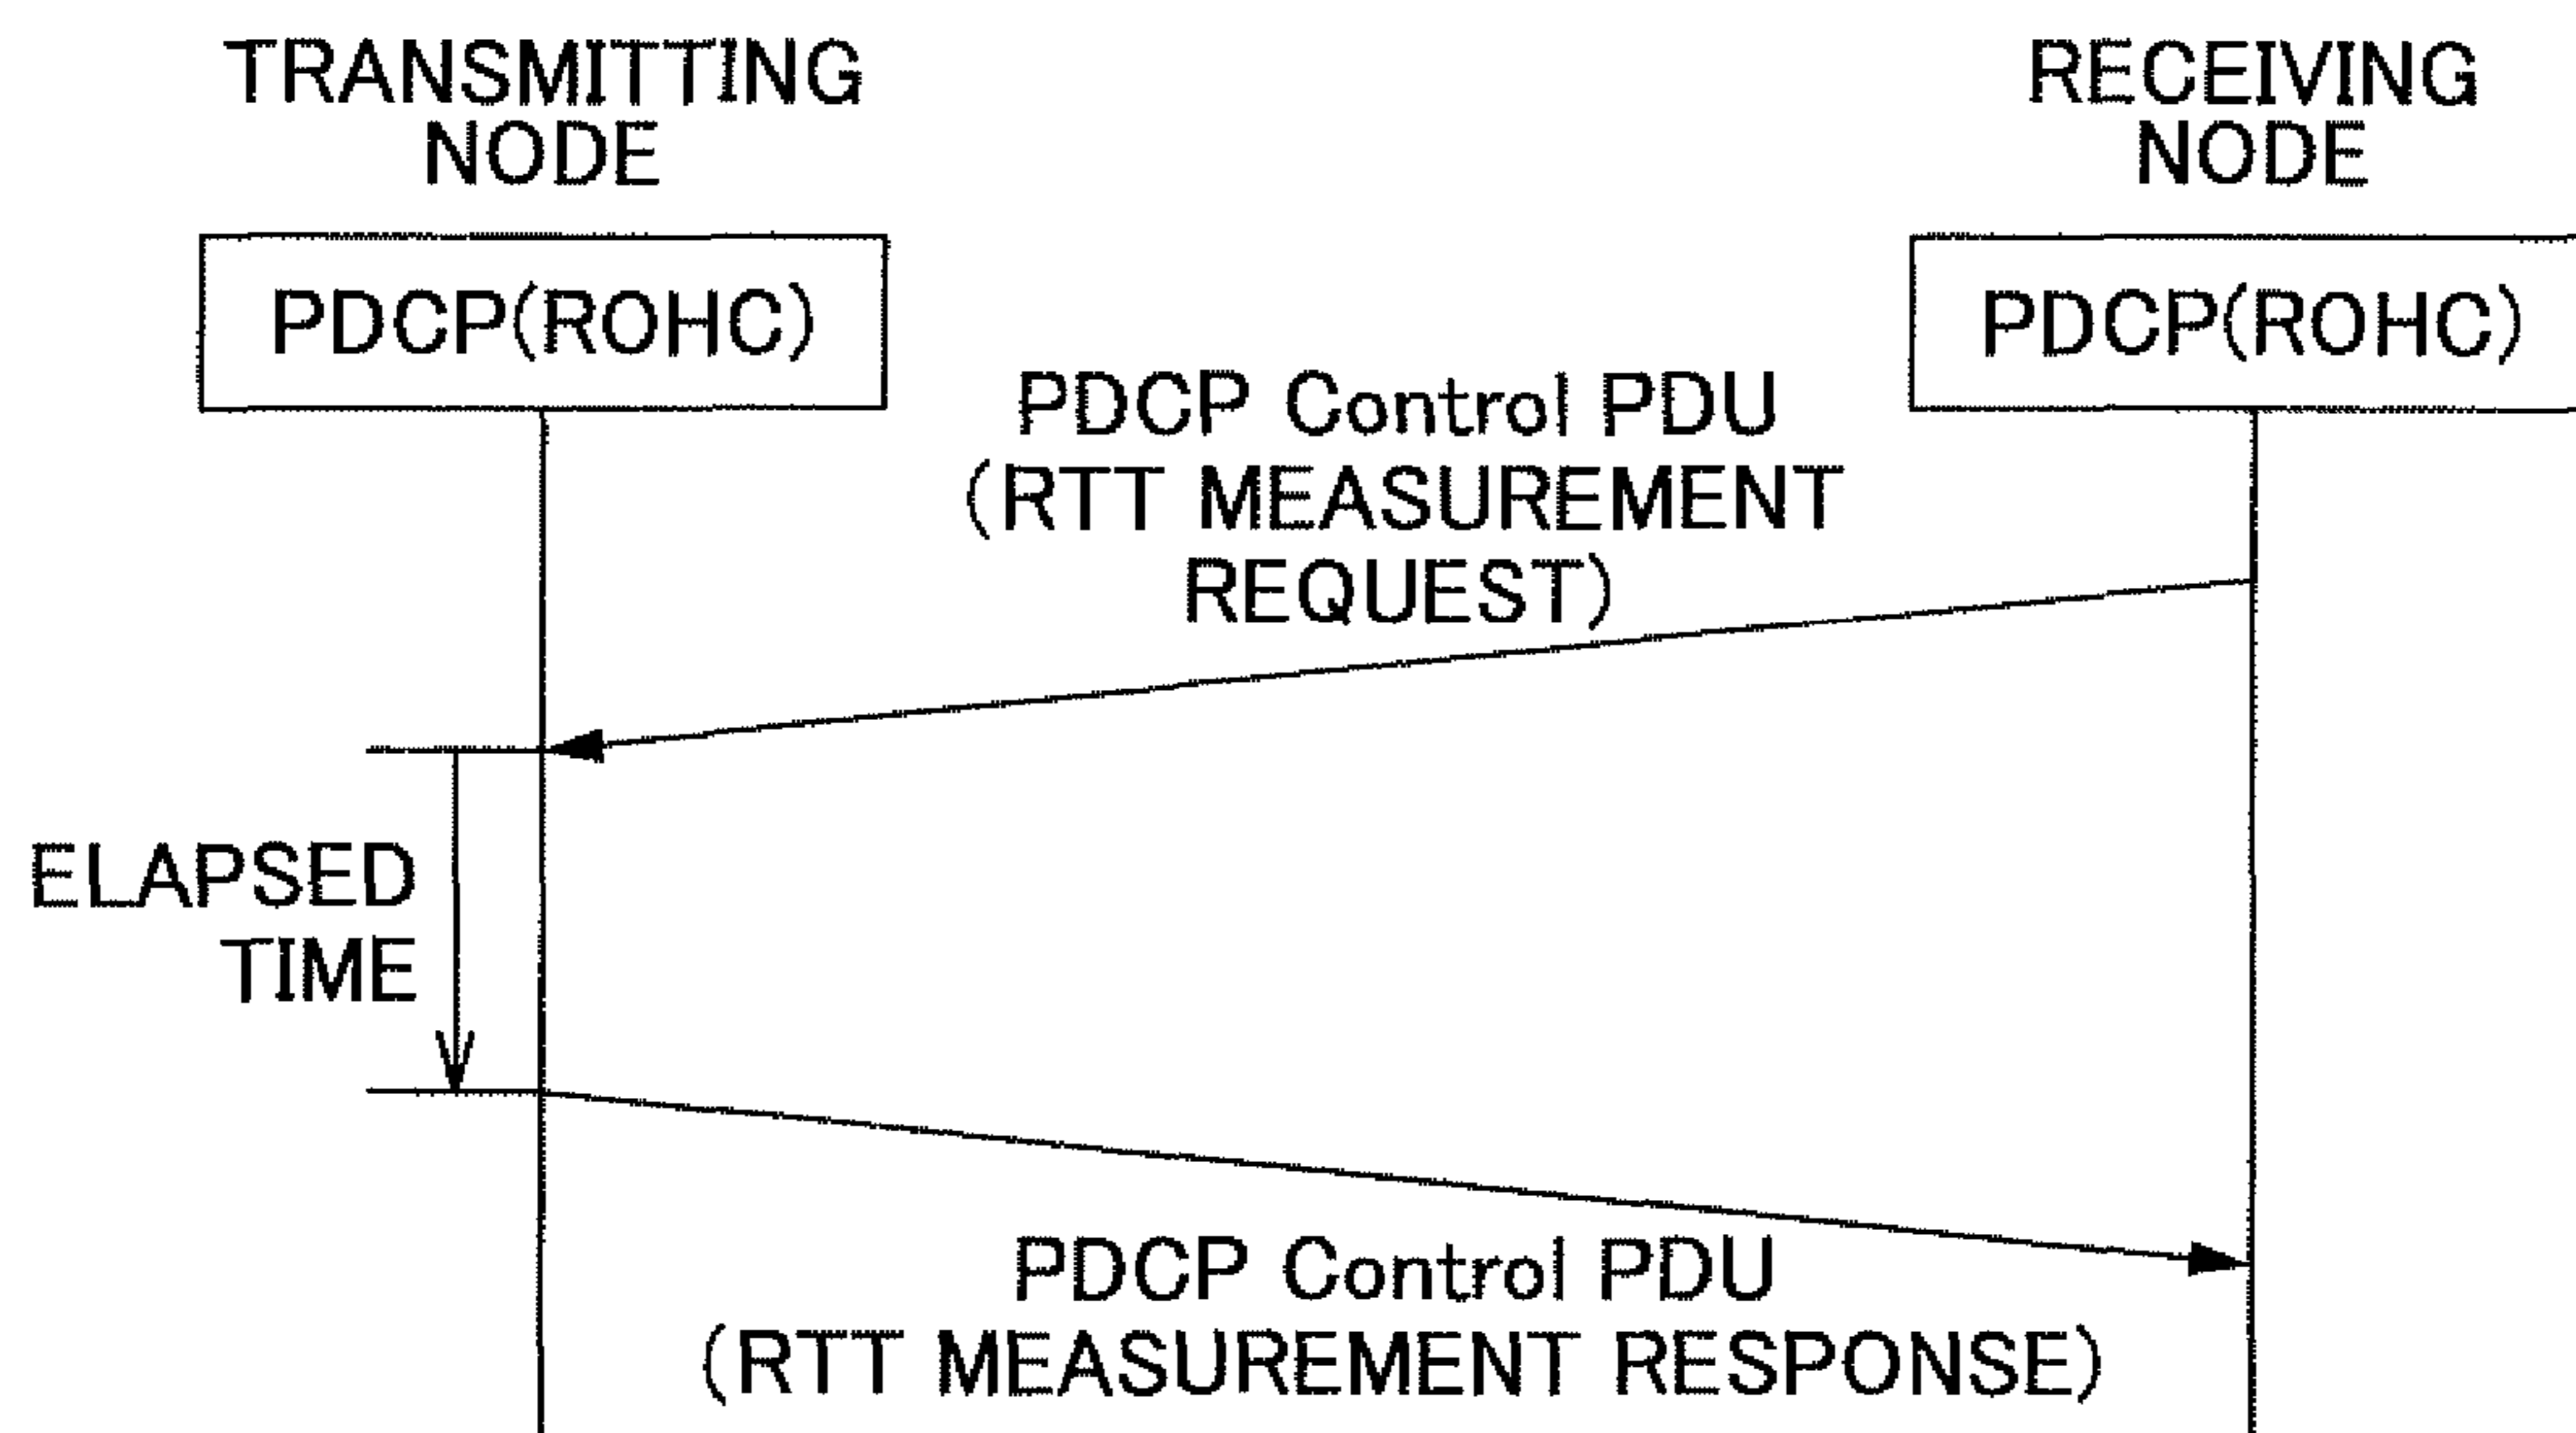 TRANSMITTING
NODE
RECEIVING
NODE
PDCP(ROHC)
PDCP(ROHC)
PDCP Control PDU
(RTT MEASUREMENT
REQUEST)
ELAPSED
TIME
PDCP Control PDU
(RTT MEASUREMENT RESPONSE)